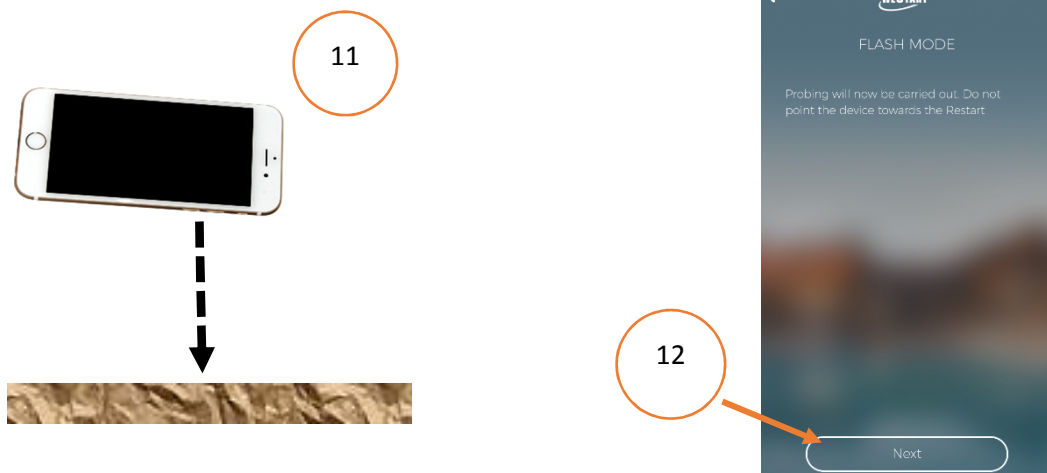 11
RESTART
FLASH MODE
Probing will now be carried out. Do not
point the device towards the Restart
12
Next